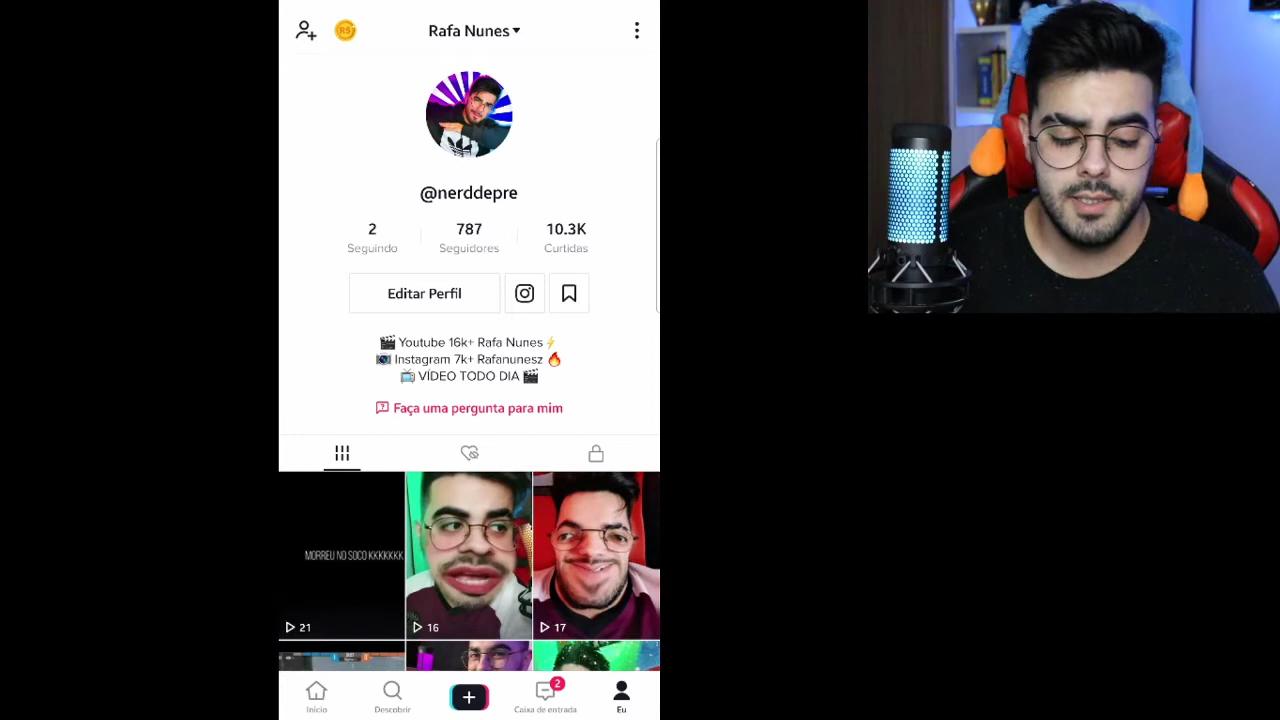 R$
Rafa Nunes
@nerddepre
2
787
10.3K
Seguindo
Seguidores
Curtidas
Editar Perfil
🎬 Youtube 16k+ Rafa Nunes⚡
📷 Instagram 7k+ Rafanunesz 🔥
📺 VÍDEO TODO DIA 🎬
Faça uma pergunta para mim
MORREU NO SOCO KKKKKKK
21
16
17
2
Início
Descobrir
Caixa de entrada
Eu